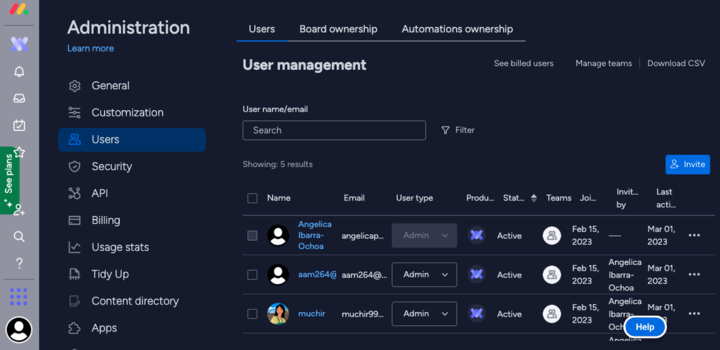 Administration
Learn more
General
Customization
Users
Security
API
Billing
Usage stats
Tidy Up
Content directory
Apps
See plans
?
Users Board ownership Automations ownership
User management
See billed users Manage teams Download CSV
User name/email
Search
Filter
Showing: 5 results
Invite
Name Email User type Produ... Stat... Teams Joi... Invit... by Last acti...
Angelica Ibarra-Ochoa angelicap... Admin Active Feb 15, 2023 — Mar 01, 2023
aam264@ aam264@... Admin Active Feb 15, 2023 Angelica Ibarra-Ochoa Mar 01, 2023
muchir muchir99... Admin Active Feb 15, 2023 Angelica Ibarra-Ochoa Mar 01, 2023
Angelica
Help